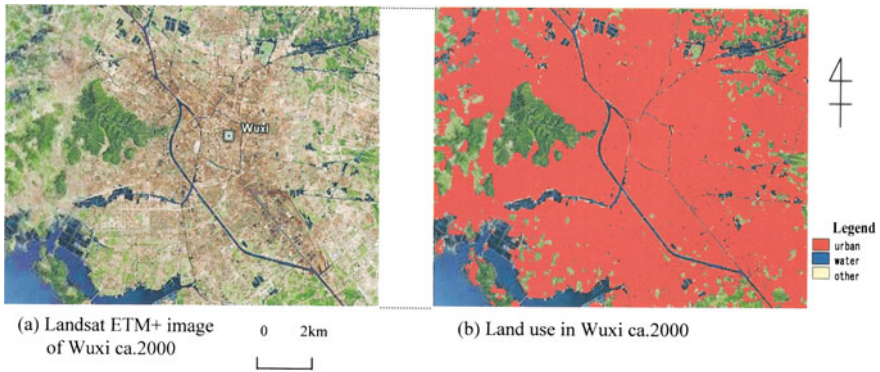 Wuxi
Legend
urban
water
other
(a) Landsat ETM+ image
of Wuxi ca.2000
0 2km
(b) Land use in Wuxi ca.2000